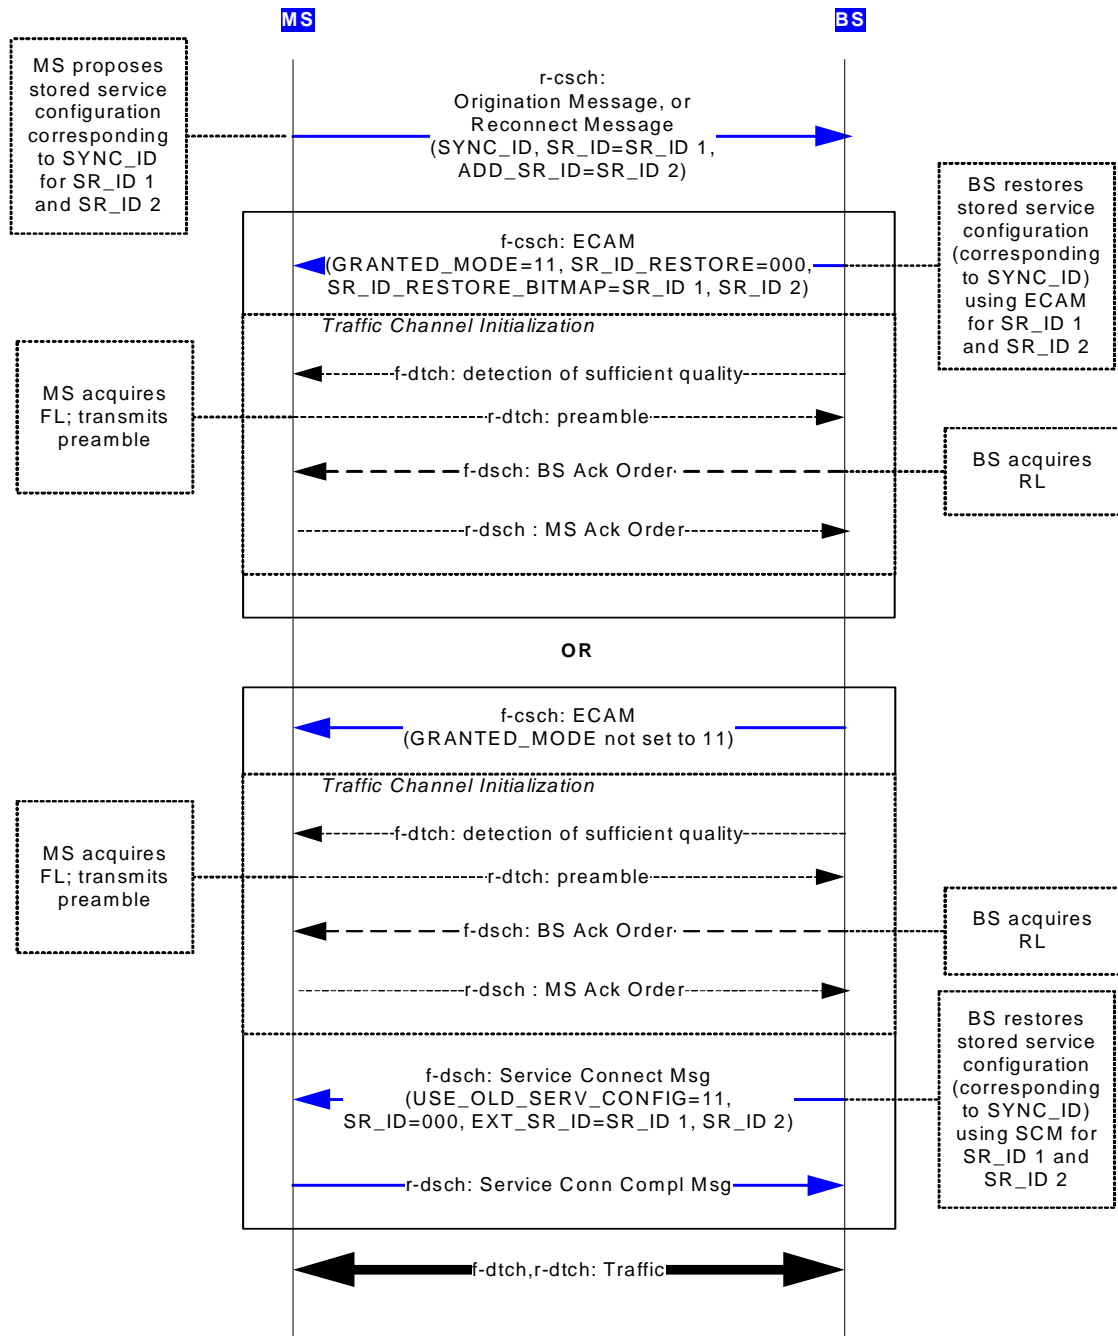 MS
BS
MS proposes
stored service
configuration
corresponding
to SYNC_ID
for SR_ID 1
and SR_ID 2
r-csch:
Origination Message, or
Reconnect Message
(SYNC_ID, SR_ID=SR_ID 1,
ADD_SR_ID=SR_ID 2)
BS restores
stored service
configuration
(corresponding
to SYNC_ID)
using ECAM
for SR_ID 1
and SR_ID 2
f-csch: ECAM
(GRANTED_MODE=11, SR_ID_RESTORE=000,
SR_ID_RESTORE_BITMAP=SR_ID 1, SR_ID 2)
Traffic Channel Initialization
f-dtch: detection of sufficient quality
MS acquires
FL; transmits
preamble
r-dtch: preamble
f-dsch: BS Ack Order
BS acquires
RL
r-dsch : MS Ack Order
OR
f-csch: ECAM
(GRANTED_MODE not set to 11)
Traffic Channel Initialization
f-dtch: detection of sufficient quality
MS acquires
FL; transmits
preamble
r-dtch: preamble
f-dsch: BS Ack Order
BS acquires
RL
r-dsch : MS Ack Order
BS restores
stored service
configuration
(corresponding
to SYNC_ID)
using SCM for
SR_ID 1 and
SR_ID 2
f-dsch: Service Connect Msg
(USE_OLD_SERV_CONFIG=11,
SR_ID=000, EXT_SR_ID=SR_ID 1, SR_ID 2)
r-dsch: Service Conn Compl Msg
f-dtch,r-dtch: Traffic